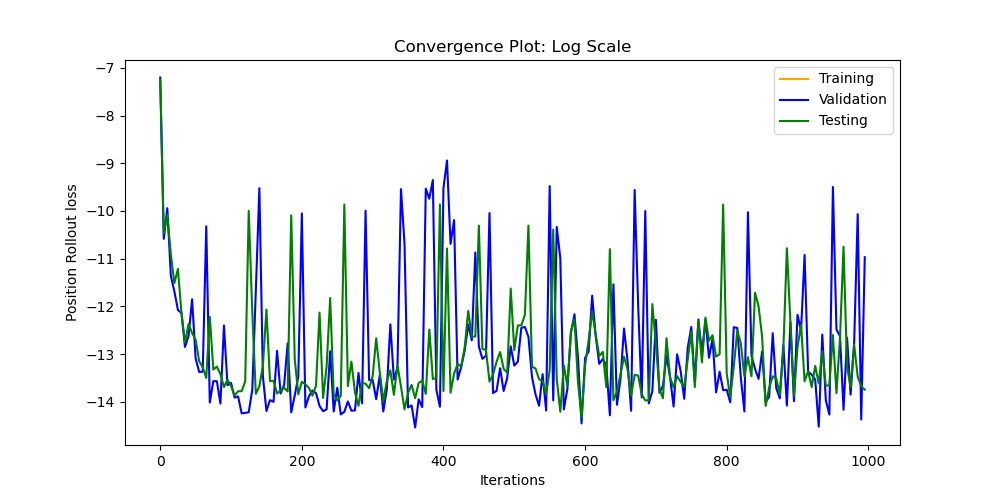 Convergence Plot: Log Scale
Training
Validation
Testing
Position Rollout loss
−7
−8
−9
−10
−11
−12
−13
−14
0 200 400 600 800 1000
Iterations